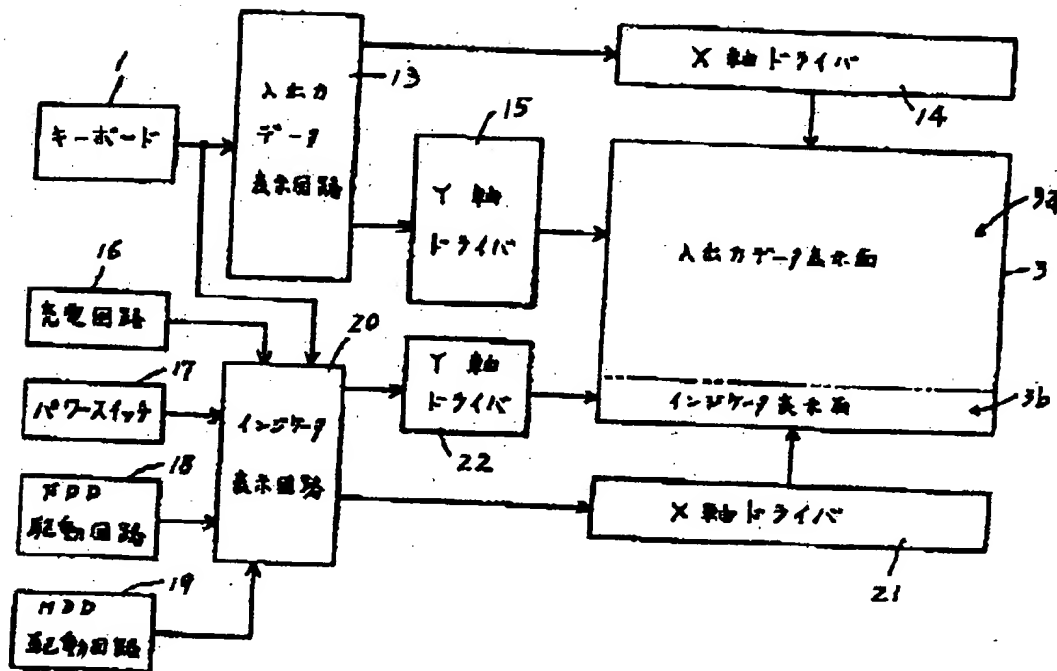 1
キーボード
入出力
データ
表示回路
13
X 軸ドライバ
14
15
Y 軸
ドライバ
入出力データ表示面
3a
3
16
充電回路
17
パワースイッチ
18
FDD
駆動回路
19
HDD
駆動回路
20
インジケータ
表示回路
Y 軸
ドライバ
22
インジケータ表示面
3b
X 軸ドライバ
21